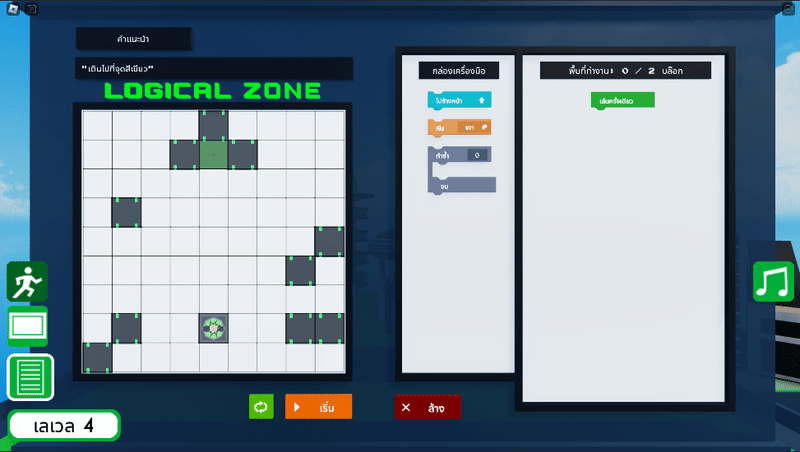 คำแนะนำ
"เดินไปที่จุดสีเขียว"
LOGICAL ZONE
กล่องเครื่องมือ
พื้นที่ทำงาน: 0 / 2 บล็อก
ไปข้างหน้า
เล่นครั้งเดียว
หัน
ขวา
ทำซ้ำ
0
จบ
เริ่ม
ล้าง
เลเวล 4